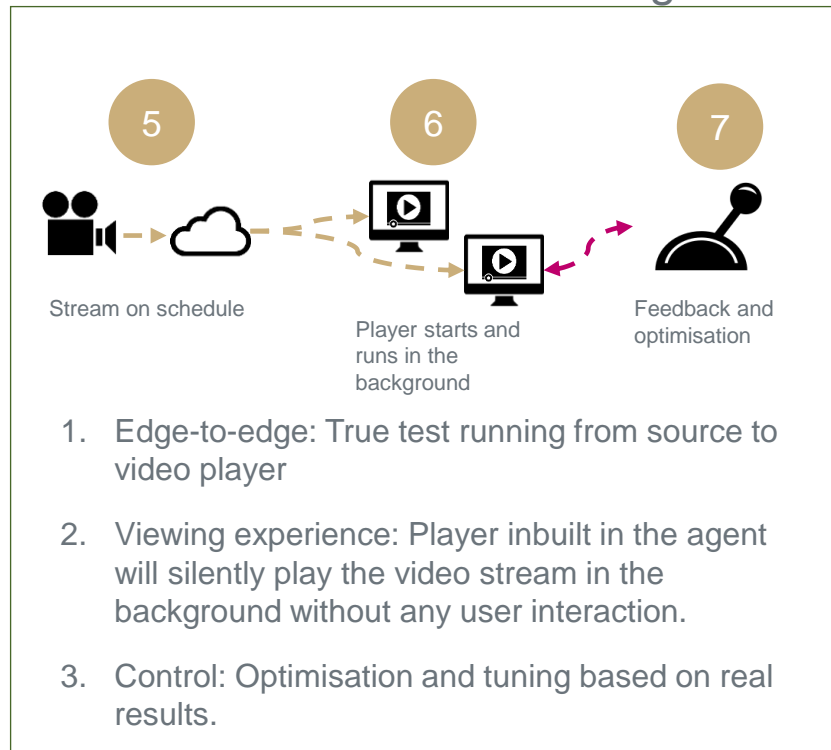 5
6
7
Stream on schedule
Player starts and
runs in the
background
Feedback and
optimisation
1. Edge-to-edge: True test running from source to
video player
2. Viewing experience: Player inbuilt in the agent
will silently play the video stream in the
background without any user interaction.
3. Control: Optimisation and tuning based on real
results.